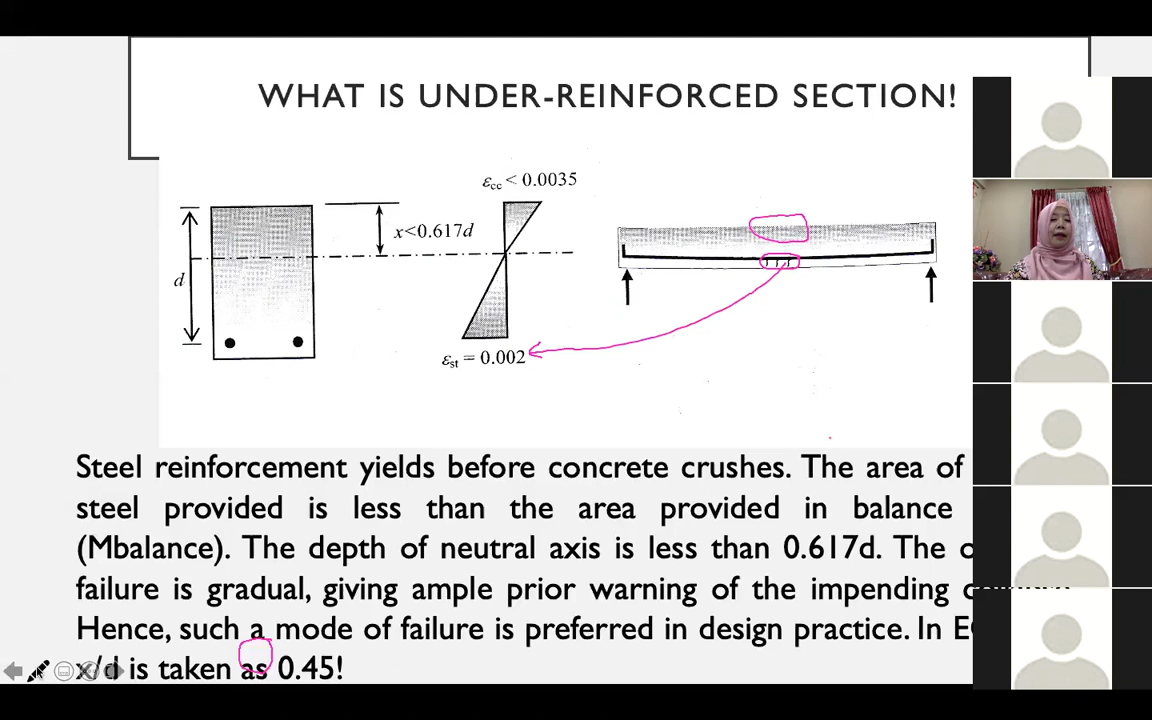 WHAT IS UNDER-REINFORCED SECTION!
εcc < 0.0035
x<0.617d
d
εst = 0.002
Steel reinforcement yields before concrete crushes. The area of
steel provided is less than the area provided in balance
(Mbalance). The depth of neutral axis is less than 0.617d. The
failure is gradual, giving ample prior warning of the impending
Hence, such a mode of failure is preferred in design practice. In
x/d is taken as 0.45!